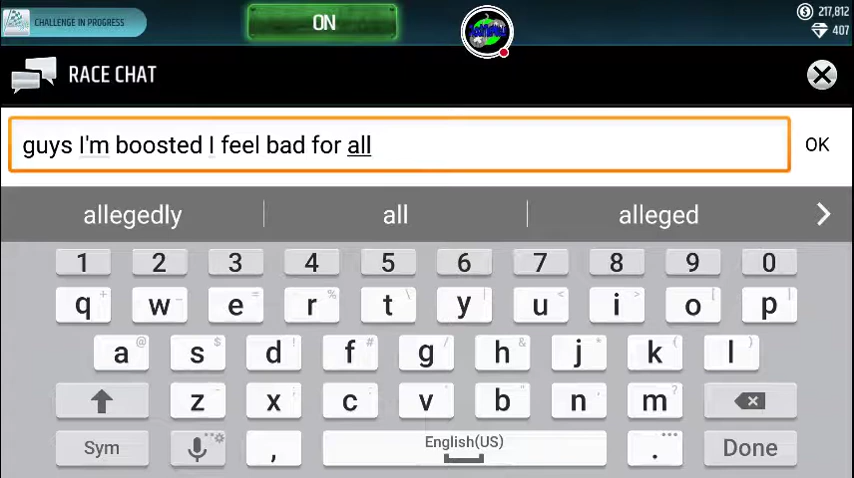 CHALLENGE IN PROGRESS
ON
217,812
407
RACE CHAT
guys I'm boosted I feel bad for all
OK
allegedly all alleged
1 2 3 4 5 6 7 8 9 0
q w e r t y u i o p
a s d f g h j k l
z x c v b n m
Sym , English(US) . Done